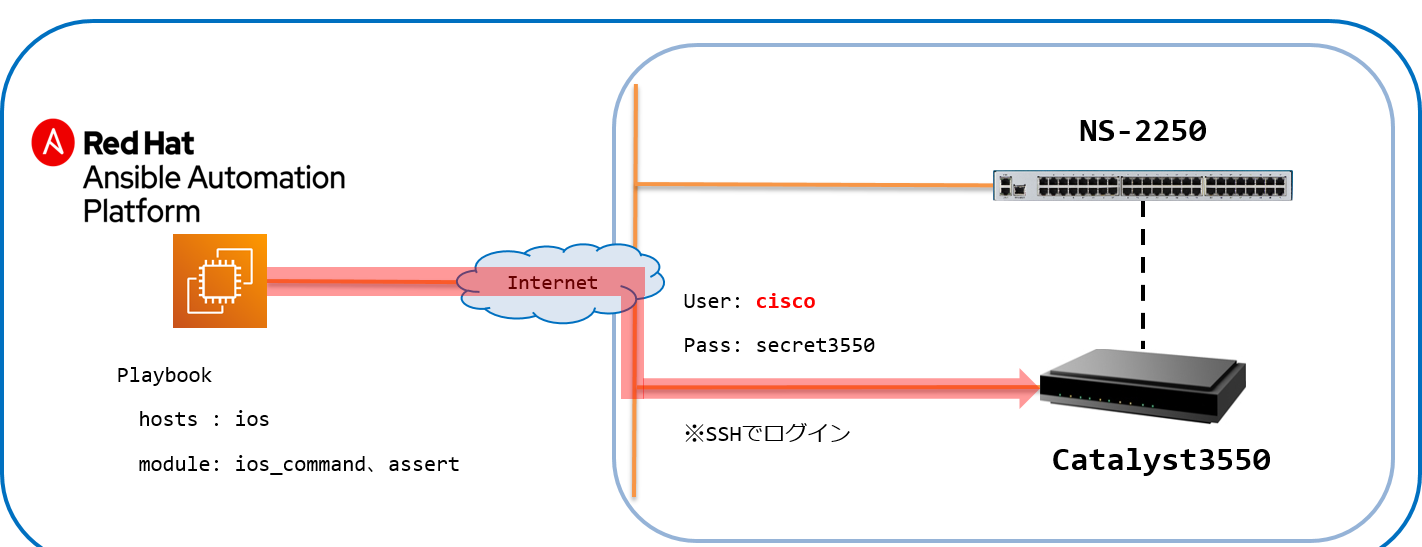 Red Hat
Ansible Automation
Platform
NS-2250
Internet
User: cisco
Pass: secret3550
※SSHでログイン
Playbook
hosts : ios
module: ios_command、assert
Catalyst3550